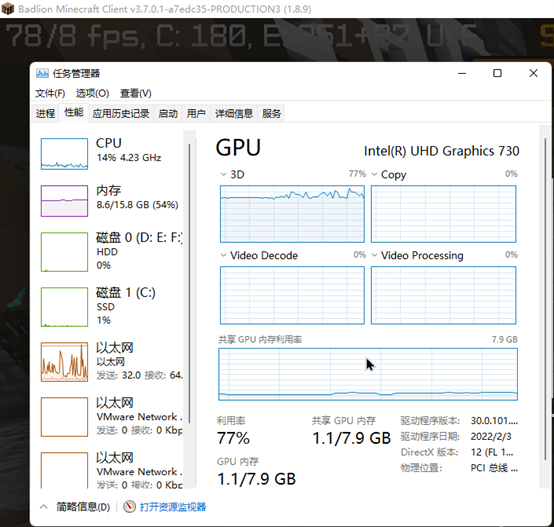 Badlion Minecraft Client v3.7.0.1-a7edc35-PRODUCTION3 (1.8.9)
78/8 fps, C: 180, E: 251+37, U: 5
任务管理器
文件(F) 选项(O) 查看(V)
进程 性能 应用历史记录 启动 用户 详细信息 服务
CPU
14% 4.23 GHz
内存
8.6/15.8 GB (54%)
磁盘 0 (D: E: F:)
HDD
0%
磁盘 1 (C:)
SSD
1%
以太网
以太网
发送: 32.0 接收: 64.
以太网
VMware Network .
发送: 0 接收: 0 Kbp
以太网
VMware Network .
发送: 0 接收: 0 Kbp
GPU
Intel(R) UHD Graphics 730
3D 77%
Copy 0%
Video Decode 0%
Video Processing 0%
共享 GPU 内存利用率 7.9 GB
利用率
77%
共享 GPU 内存
1.1/7.9 GB
GPU 内存
1.1/7.9 GB
驱动程序版本: 30.0.101....
驱动程序日期: 2022/2/3
DirectX 版本: 12 (FL 1...
物理位置: PCI 总线 ...
简略信息(D) 打开资源监视器